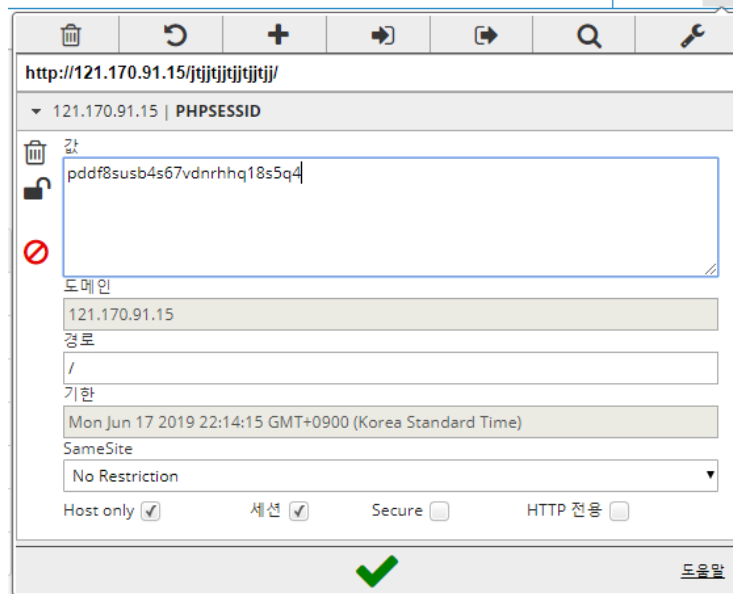 http://121.170.91.15/jtjjtjjtjjtjjtjj/
121.170.91.15 | PHPSESSID
값
pddf8susb4s67vdnrhhq18s5q4
도메인
121.170.91.15
경로
/
기한
Mon Jun 17 2019 22:14:15 GMT+0900 (Korea Standard Time)
SameSite
No Restriction
Host only 세션 Secure HTTP 전용
도움말